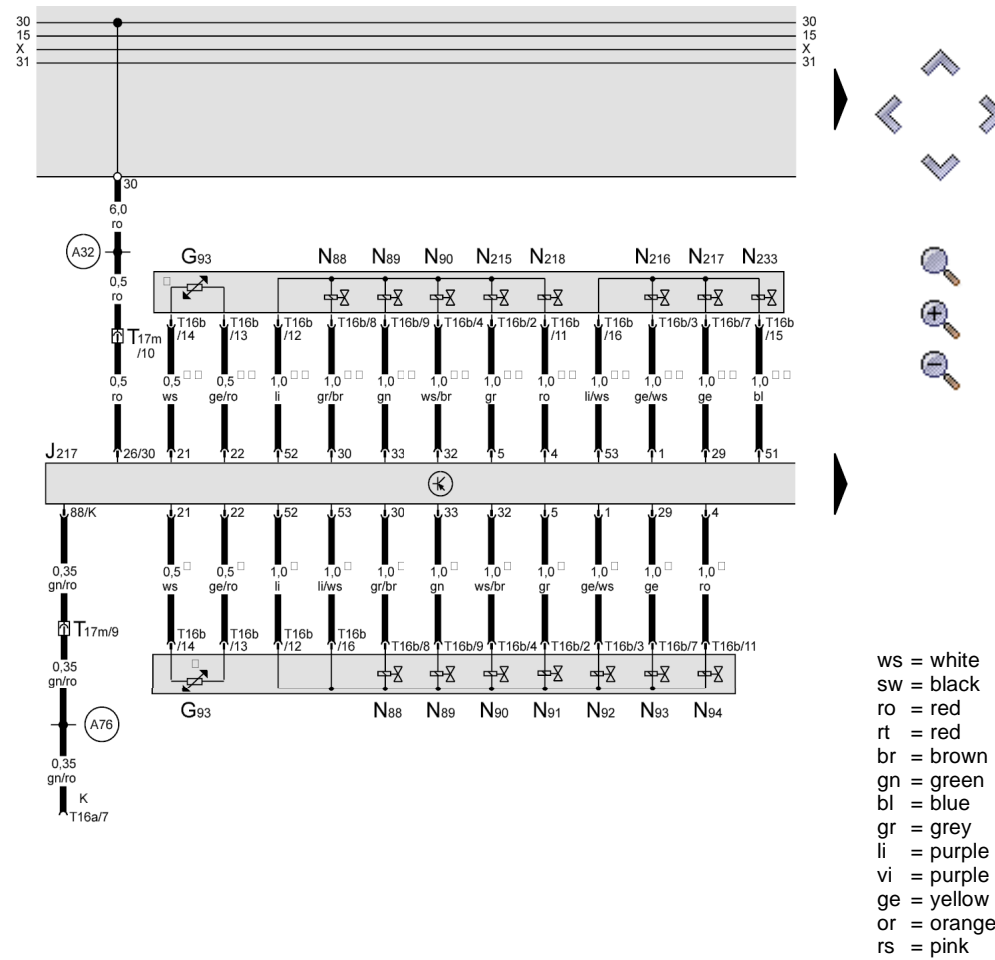 30 30
15 15
X X
31 31
30
6,0
ro
A32
G93 N88 N89 N90 N215 N218 N216 N217 N233
0,5
ro
T16b T16b T16b T16b/8 T16b/9 T16b/4 T16b/2 T16b T16b T16b/3 T16b/7 T16b
/14 /13 /12 /11 /16 /15
T17m
/10
0,5 0,5 0,5 1,0 1,0 1,0 1,0 1,0 1,0 1,0 1,0 1,0 1,0
ro ws ge/ro li gr/br gn ws/br gr ro li/ws ge/ws ge bl
J217 26/30 21 22 52 30 33 32 5 4 53 1 29 51
88/K 21 22 52 53 30 33 32 5 1 29 4
0,35 0,5 0,5 1,0 1,0 1,0 1,0 1,0 1,0 1,0 1,0 1,0
gn/ro ws ge/ro li li/ws gr/br gn ws/br gr ge/ws ge ro
T17m/9
T16b T16b T16b T16b
/14 /13 /12 /16 T16b/8 T16b/9 T16b/4 T16b/2 T16b/3 T16b/7 T16b/11
0,35
gn/ro
G93 N88 N89 N90 N91 N92 N93 N94
A76
0,35
gn/ro
K
T16a/7
ws = white
sw = black
ro = red
rt = red
br = brown
gn = green
bl = blue
gr = grey
li = purple
vi = purple
ge = yellow
or = orange
rs = pink